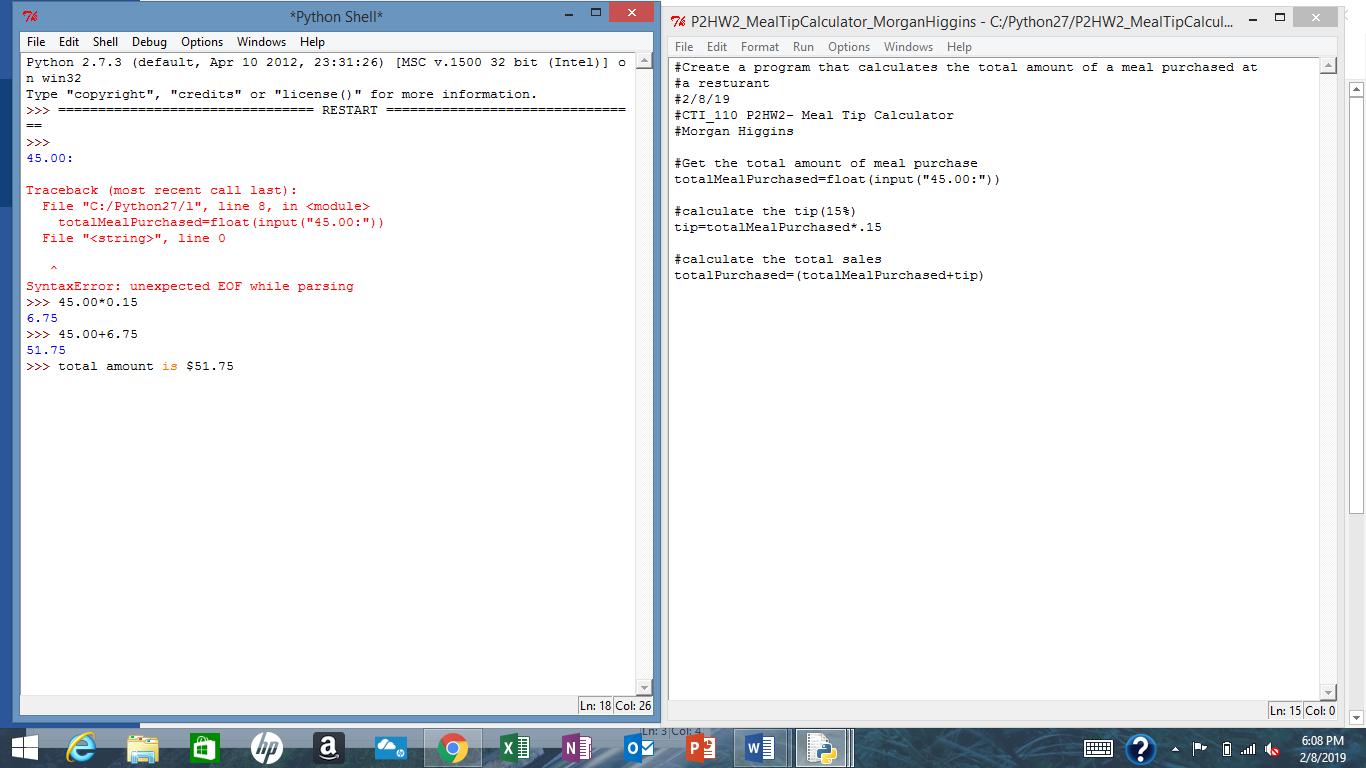 *Python Shell*
File Edit Shell Debug Options Windows Help
Python 2.7.3 (default, Apr 10 2012, 23:31:26) [MSC v.1500 32 bit (Intel)] o
n win32
Type "copyright", "credits" or "license()" for more information.
>>> ================================ RESTART ==============================
==
>>>
45.00:
Traceback (most recent call last):
  File "C:/Python27/1", line 8, in <module>
    totalMealPurchased=float(input("45.00:"))
  File "<string>", line 0
   ^
SyntaxError: unexpected EOF while parsing
>>> 45.00*0.15
6.75
>>> 45.00+6.75
51.75
>>> total amount is $51.75
Ln: 18 Col: 26
P2HW2_MealTipCalculator_MorganHiggins - C:/Python27/P2HW2_MealTipCalcul...
File Edit Format Run Options Windows Help
#Create a program that calculates the total amount of a meal purchased at
#a resturant
#2/8/19
#CTI_110 P2HW2- Meal Tip Calculator
#Morgan Higgins
#Get the total amount of meal purchase
totalMealPurchased=float(input("45.00:"))
#calculate the tip(15%)
tip=totalMealPurchased*.15
#calculate the total sales
totalPurchased=(totalMealPurchased+tip)
Ln: 15 Col: 0
Ln: 3 Col: 4
6:08 PM
2/8/2019